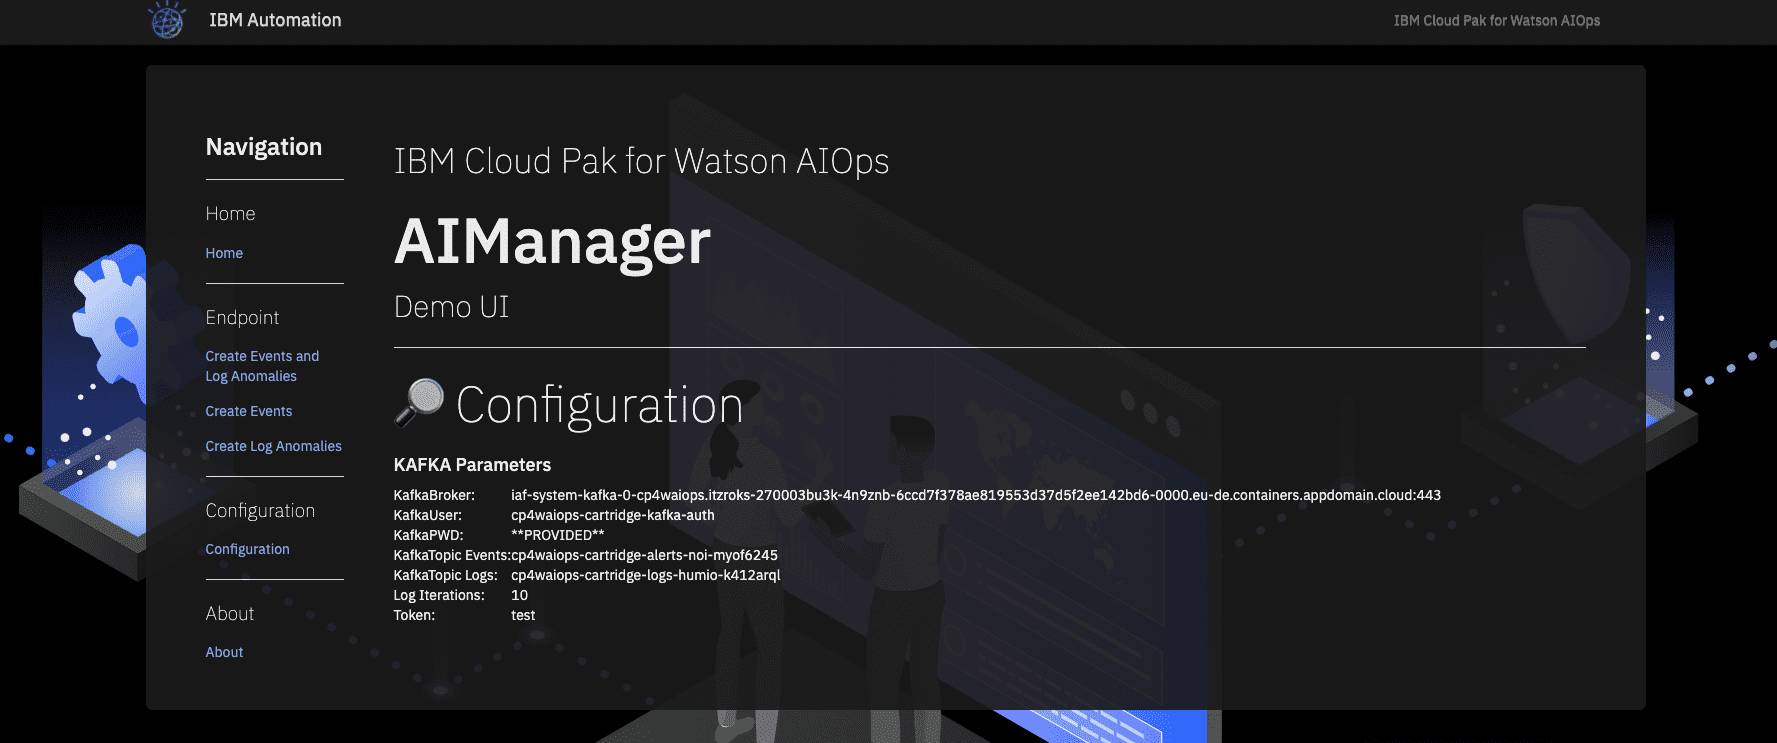 IBM Automation
IBM Cloud Pak for Watson AIOps
Navigation
Home
Home
Endpoint
Create Events and
Log Anomalies
Create Events
Create Log Anomalies
Configuration
Configuration
About
About
IBM Cloud Pak for Watson AIOps
AIManager
Demo UI
Configuration
KAFKA Parameters
KafkaBroker: iaf-system-kafka-0-cp4waiops.itzroks-270003bu3k-4n9znb-6ccd7f378ae819553d37d5f2ee142bd6-0000.eu-de.containers.appdomain.cloud:443
KafkaUser: cp4waiops-cartridge-kafka-auth
KafkaPWD: **PROVIDED**
KafkaTopic Events:cp4waiops-cartridge-alerts-noi-myof6245
KafkaTopic Logs: cp4waiops-cartridge-logs-humio-k412arql
Log Iterations: 10
Token: test